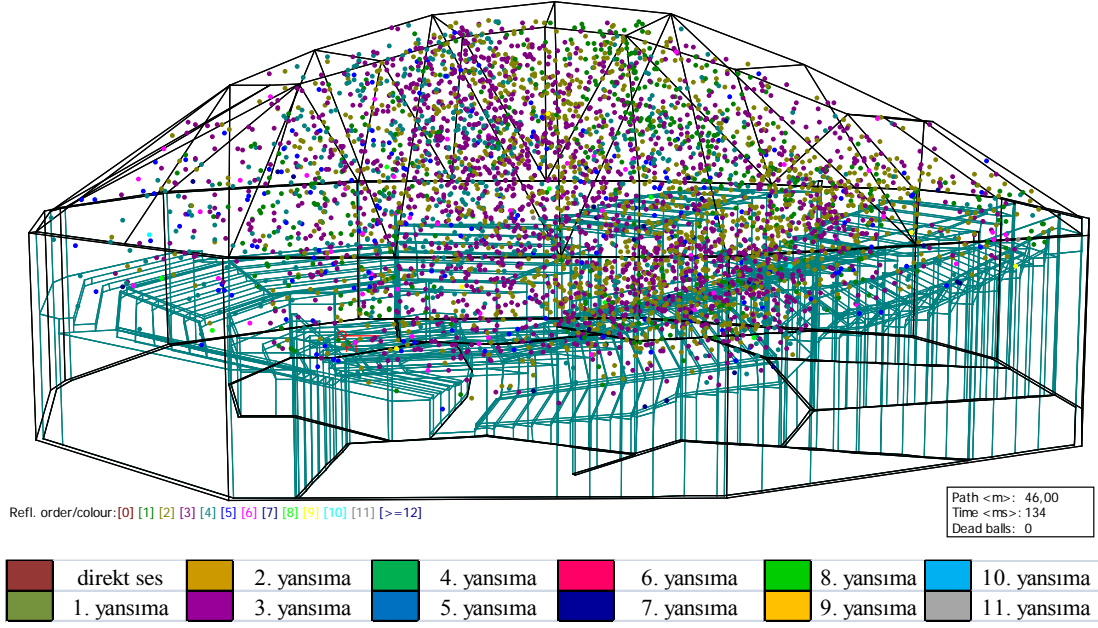 Refl. order/colour:[0] [1] [2] [3] [4] [5] [6] [7] [8] [9] [10] [11] [>=12]
Path <m>: 46,00
Time <ms>: 134
Dead balls: 0
direkt ses 2. yansıma 4. yansıma 6. yansıma 8. yansıma 10. yansıma
1. yansıma 3. yansıma 5. yansıma 7. yansıma 9. yansıma 11. yansıma